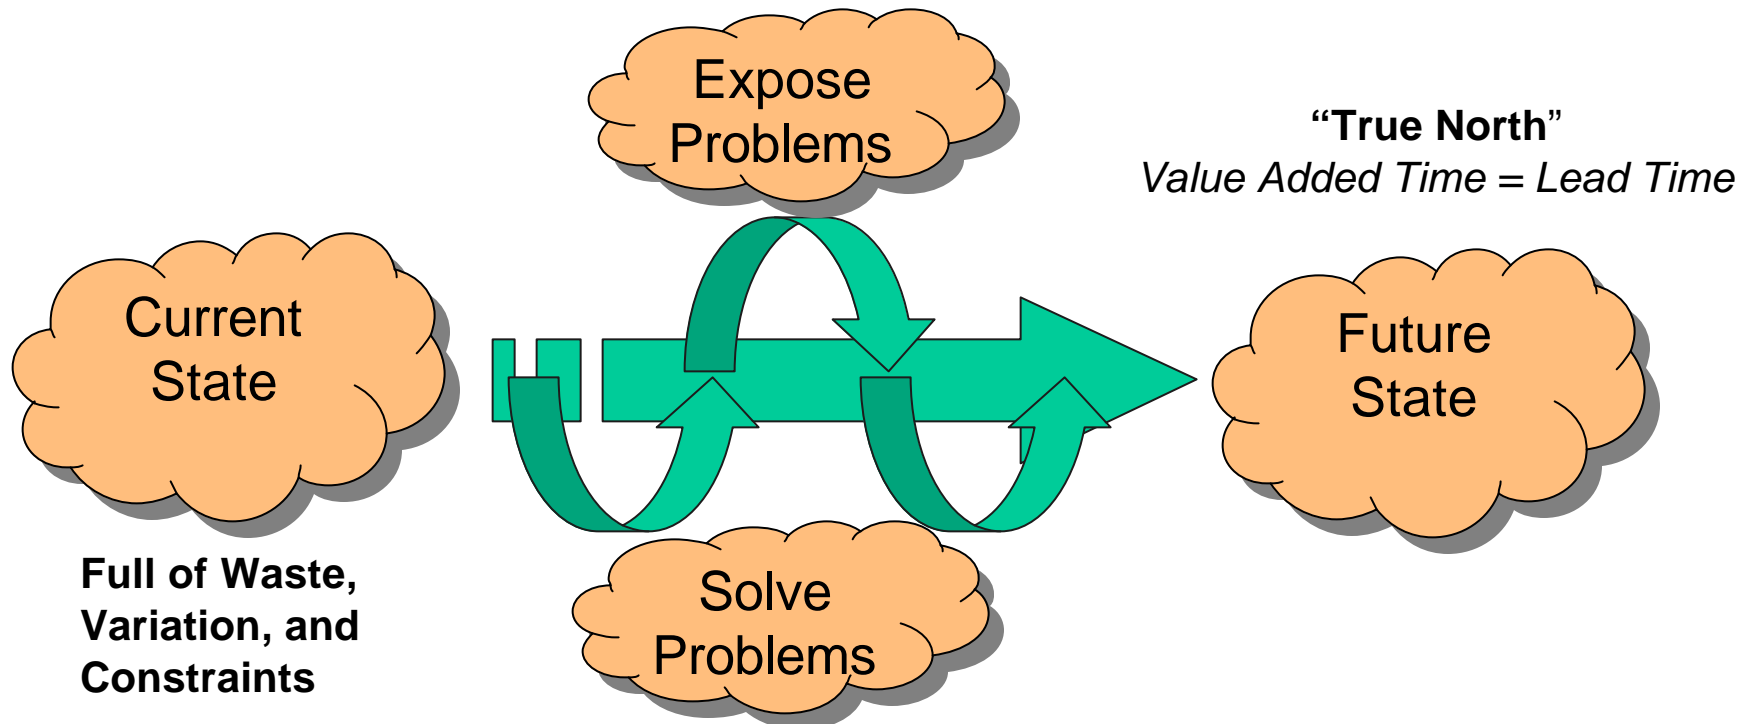 Expose
Problems
“True North”
Value Added Time = Lead Time
Current
State
Future
State
Full of Waste,
Variation, and
Constraints
Solve
Problems